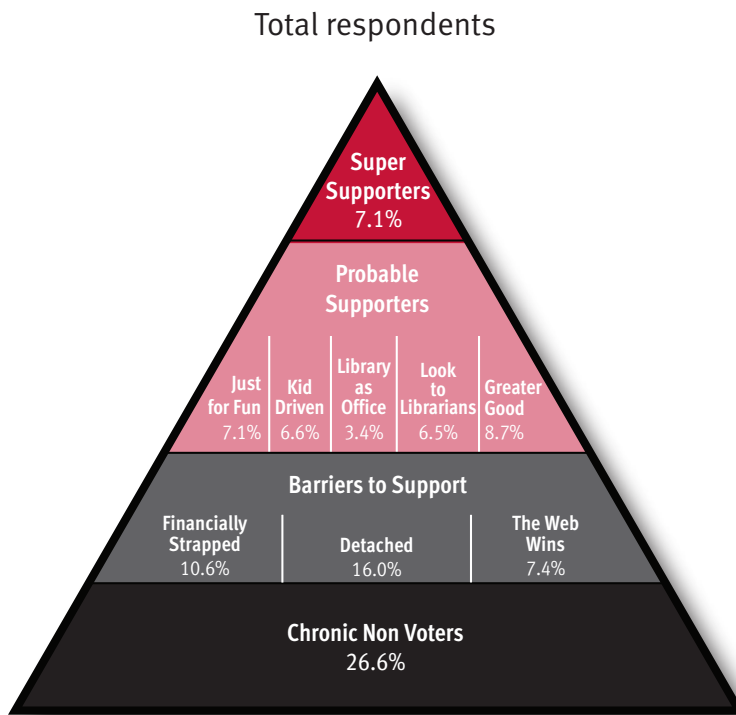 Total respondents
Super
Supporters
7.1%
Probable
Supporters
Just
for Fun
7.1%
Kid
Driven
6.6%
Library
as
Office
3.4%
Look
to
Librarians
6.5%
Greater
Good
8.7%
Barriers to Support
Financially
Strapped
10.6%
Detached
16.0%
The Web
Wins
7.4%
Chronic Non Voters
26.6%